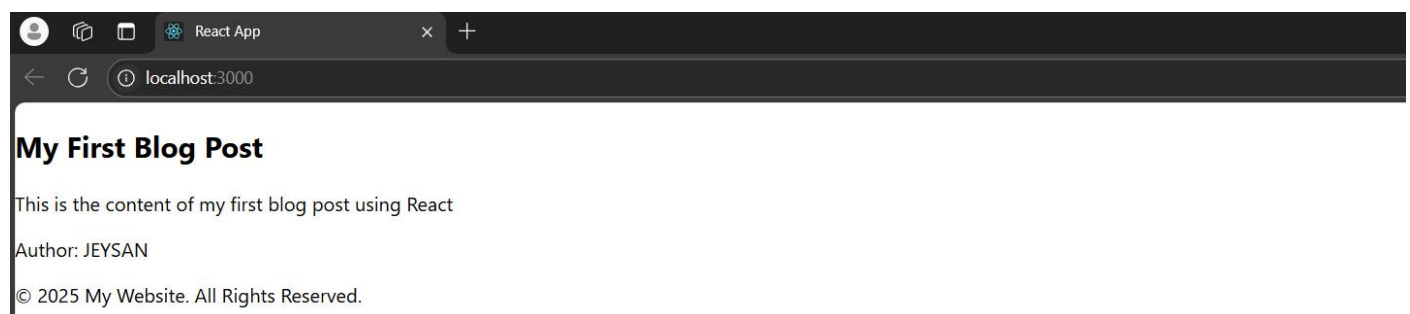 React App
localhost:3000
My First Blog Post
This is the content of my first blog post using React
Author: JEYSAN
© 2025 My Website. All Rights Reserved.